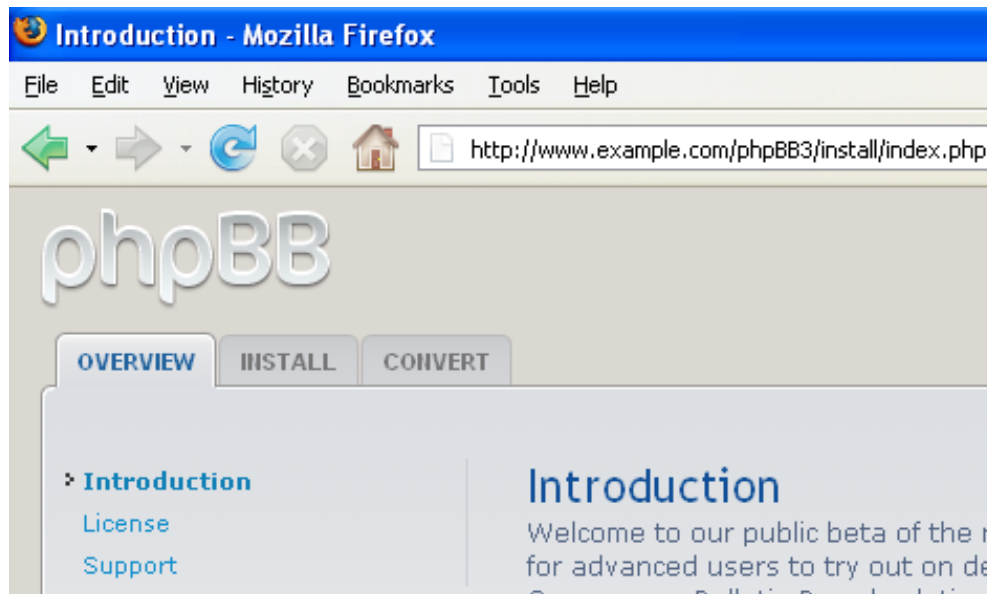 Introduction - Mozilla Firefox
File Edit View History Bookmarks Tools Help
http://www.example.com/phpBB3/install/index.php
phpBB
OVERVIEW INSTALL CONVERT
Introduction
License
Support
Introduction
Welcome to our public beta of the
for advanced users to try out on